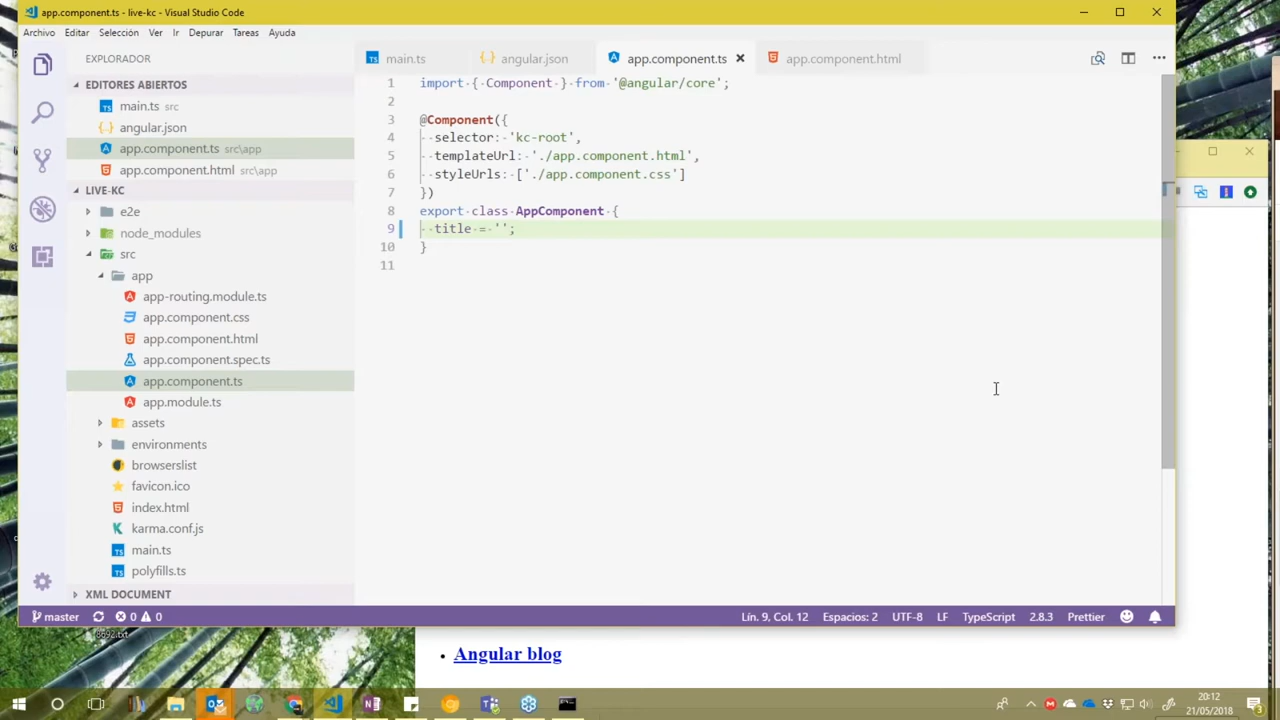 app.component.ts - live-kc - Visual Studio Code
Archivo Editar Selección Ver Ir Depurar Tareas Ayuda
EXPLORADOR
EDITORES ABIERTOS
main.ts src
angular.json
app.component.ts src\app
app.component.html src\app
LIVE-KC
e2e
node_modules
src
app
app-routing.module.ts
app.component.css
app.component.html
app.component.spec.ts
app.component.ts
app.module.ts
assets
environments
browserslist
favicon.ico
index.html
karma.conf.js
main.ts
polyfills.ts
XML DOCUMENT
main.ts angular.json app.component.ts app.component.html
1 import { Component } from '@angular/core';
2
3 @Component({
4 selector: 'kc-root',
5 templateUrl: './app.component.html',
6 styleUrls: ['./app.component.css']
7 })
8 export class AppComponent {
9 title = '';
10 }
11
master 0 0 Lín. 9, Col. 12 Espacios: 2 UTF-8 LF TypeScript 2.8.3 Prettier
8692.txt
Angular blog
20:12
21/05/2018